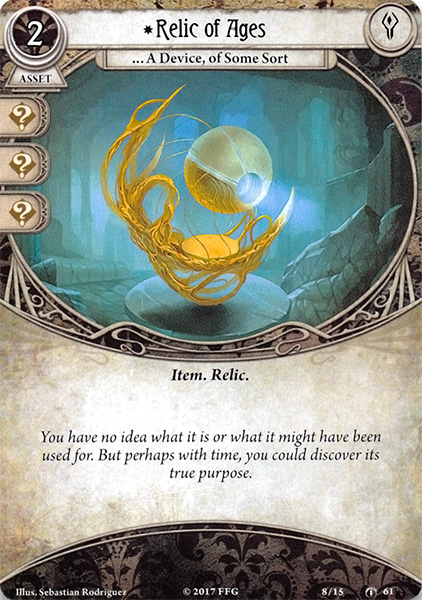 2
✷Relic of Ages
... A Device, of Some Sort
ASSET
?
?
?
Item. Relic.
You have no idea what it is or what it might have been
used for. But perhaps with time, you could discover its
true purpose.
Illus. Sebastian Rodriguez © 2017 FFG 8/15 61